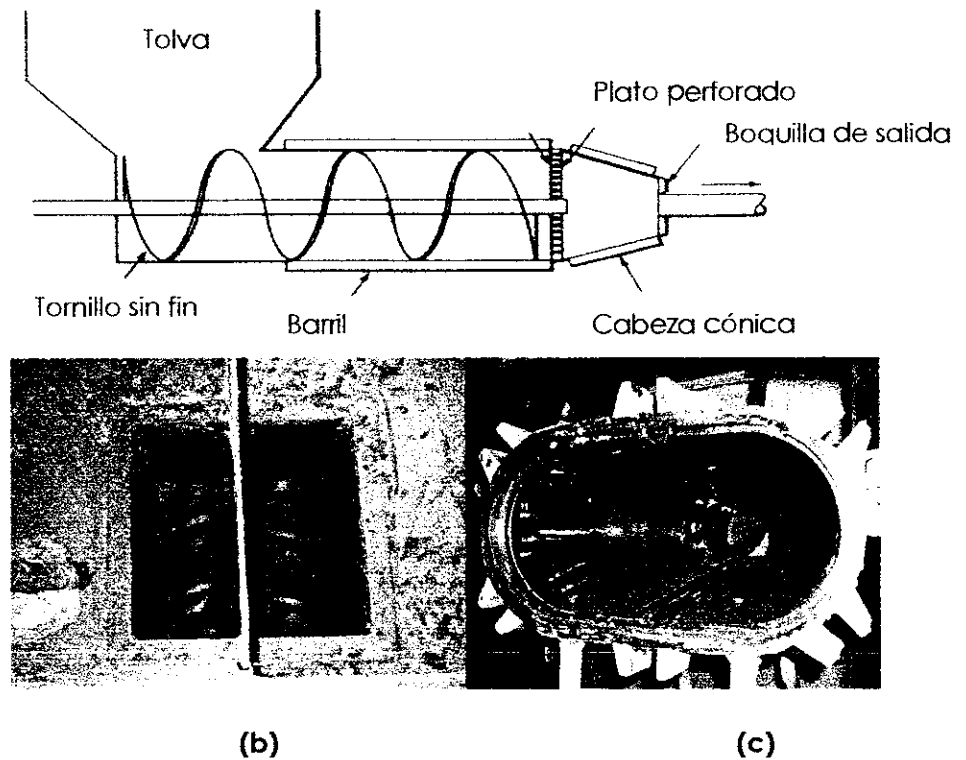 Tolva
Plato perforado
Boquilla de salida
Tornillo sin fin
Barril
Cabeza cónica
(b)
(c)